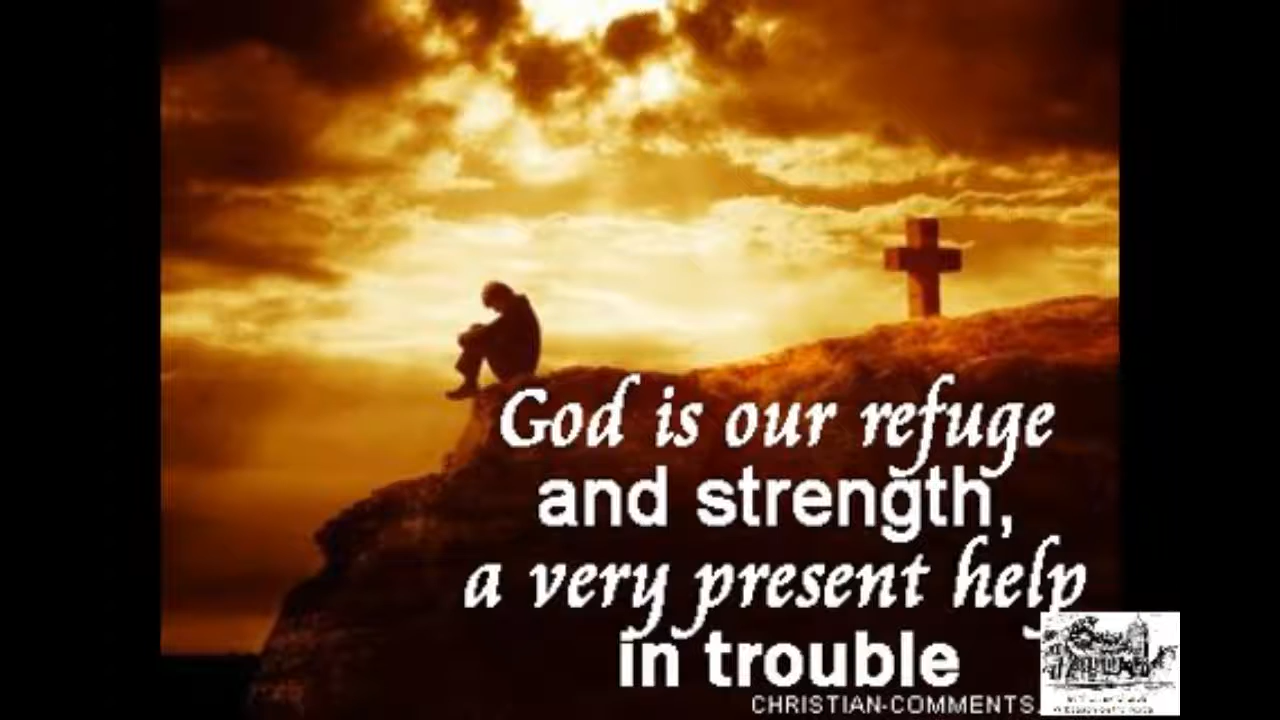 God is our refuge
and strength,
a very present help
in trouble
CHRISTIAN-COMMENTS.